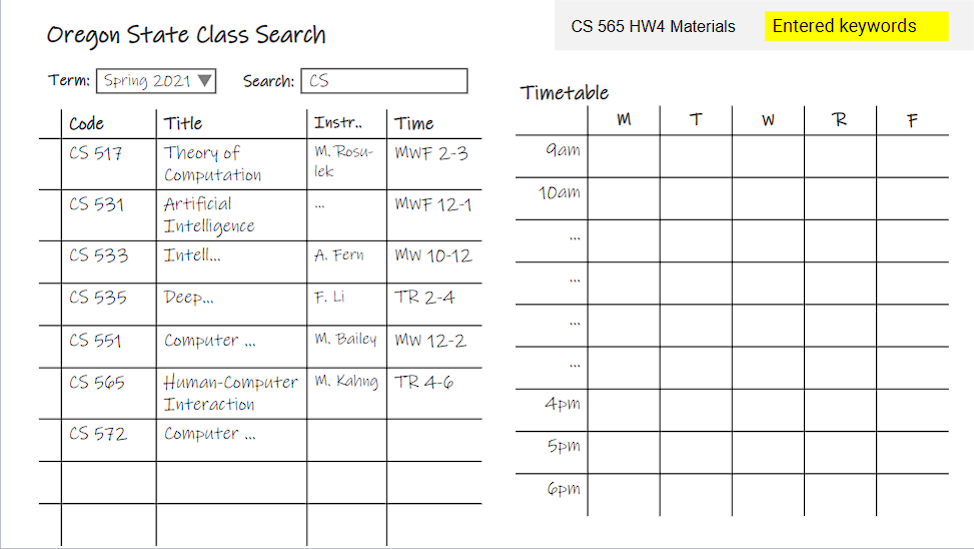 Oregon State Class Search
CS 565 HW4 Materials
Entered keywords
Term: Spring 2021 ▼ Search: CS
Code Title Instr.. Time
CS 517 Theory of M. Rosu- MWF 2-3
Computation lek
CS 531 Artificial ... MWF 12-1
Intelligence
CS 533 Intell... A. Fern MW 10-12
CS 535 Deep... F. Li TR 2-4
CS 551 Computer ... M. Bailey MW 12-2
CS 565 Human-Computer M. Kahng TR 4-6
Interaction
CS 572 Computer ...
Timetable
M T W R F
9am
10am
...
...
...
...
4pm
5pm
6pm